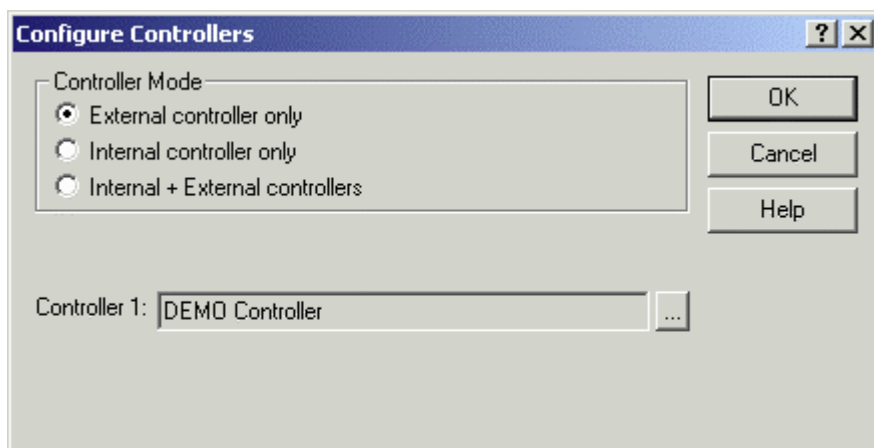 Configure Controllers
Controller Mode
External controller only
Internal controller only
Internal + External controllers
OK
Cancel
Help
Controller 1: DEMO Controller ...